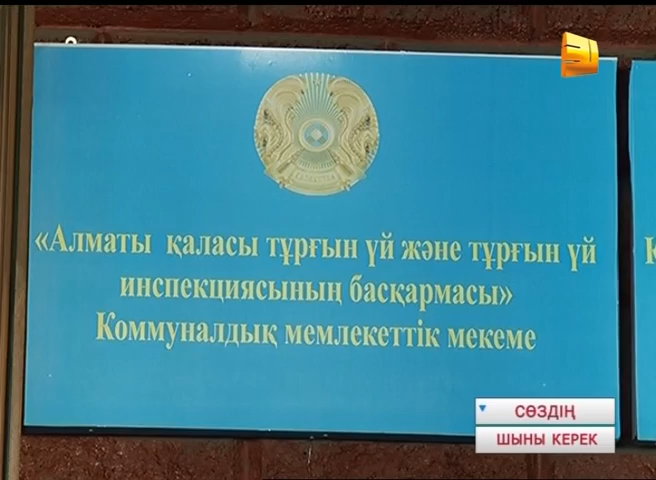 «Алматы қаласы тұрғын үй және тұрғын үй
инспекциясының басқармасы»
Коммуналдық мемлекеттік мекеме
СӨЗДІҢ
ШЫНЫ КЕРЕК